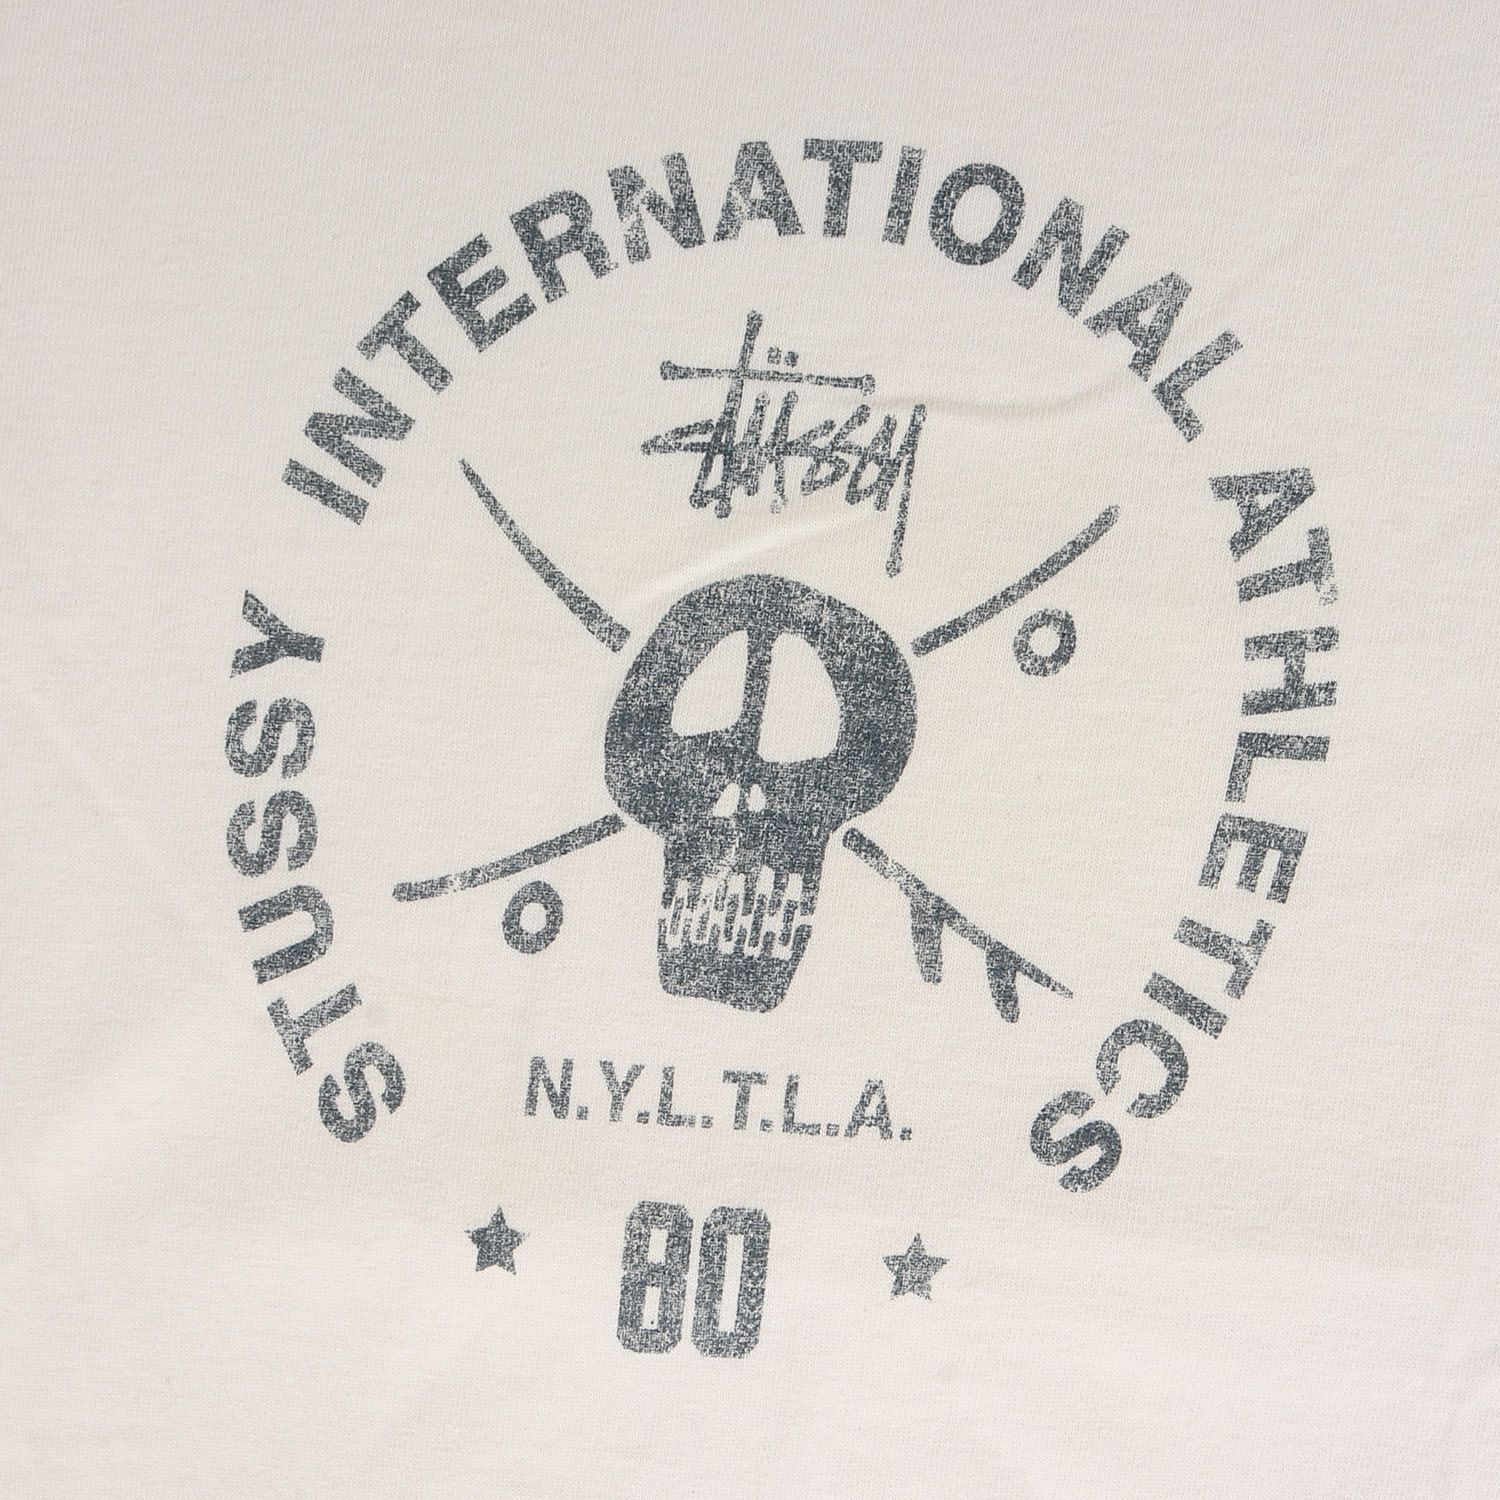 STUSSY INTERNATIONAL ATHLETICS
Stüssy
N.Y.L.T.L.A.
80